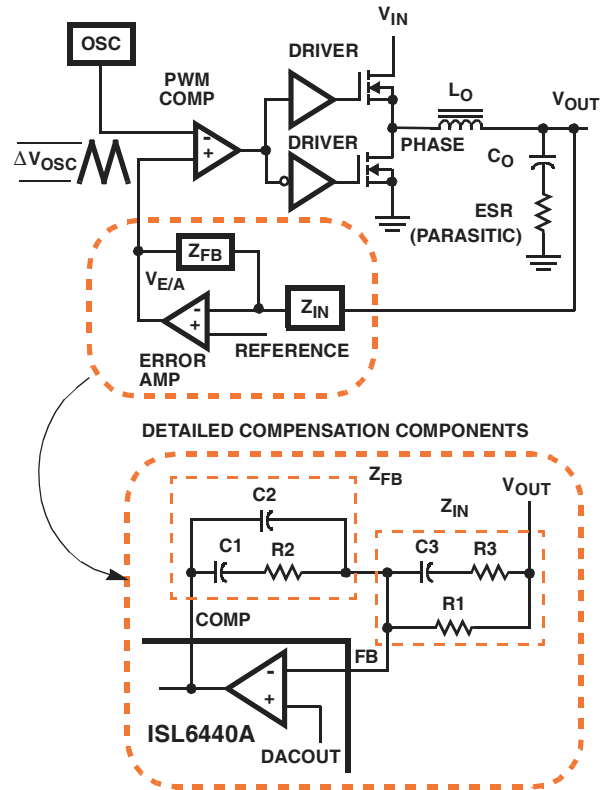 V_IN
OSC
DRIVER
PWM
COMP
L_O
V_OUT
DRIVER
PHASE
C_O
ΔV_OSC
-
+
ESR
(PARASITIC)
Z_FB
V_E/A
Z_IN
-
+
REFERENCE
ERROR
AMP
DETAILED COMPENSATION COMPONENTS
Z_FB
V_OUT
C2
Z_IN
C1
R2
C3
R3
R1
COMP
FB
-
+
ISL6440A
DACOUT